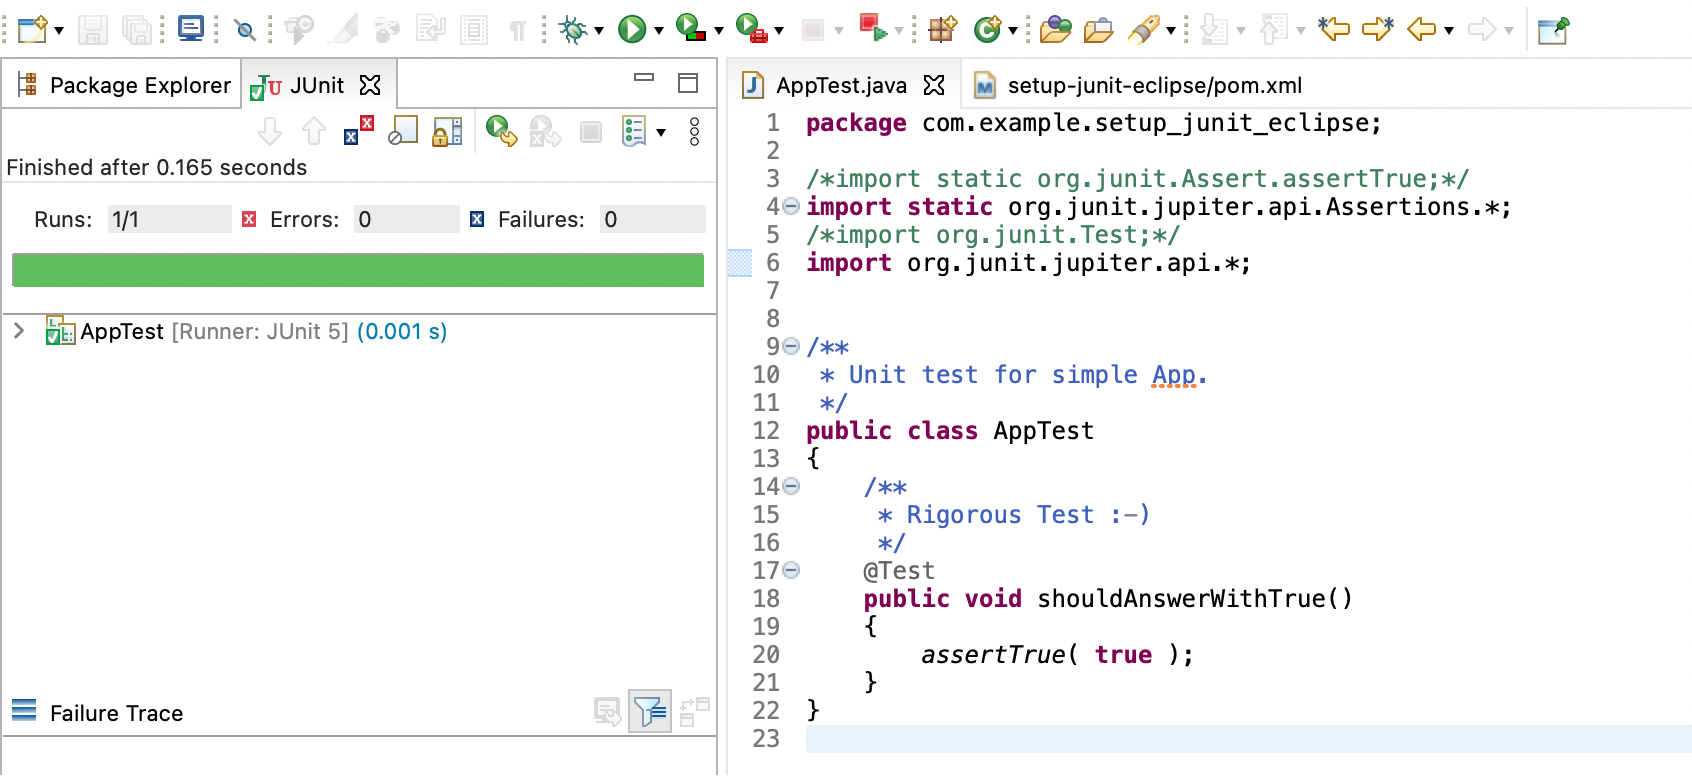 Package Explorer
JUnit
Finished after 0.165 seconds
Runs: 1/1 Errors: 0 Failures: 0
AppTest [Runner: JUnit 5] (0.001 s)
Failure Trace
AppTest.java
setup-junit-eclipse/pom.xml
1 package com.example.setup_junit_eclipse;
2
3 /*import static org.junit.Assert.assertTrue;*/
4 import static org.junit.jupiter.api.Assertions.*;
5 /*import org.junit.Test;*/
6 import org.junit.jupiter.api.*;
7
8
9 /**
10 * Unit test for simple App.
11 */
12 public class AppTest
13 {
14 /**
15 * Rigorous Test :-)
16 */
17 @Test
18 public void shouldAnswerWithTrue()
19 {
20 assertTrue( true );
21 }
22 }
23